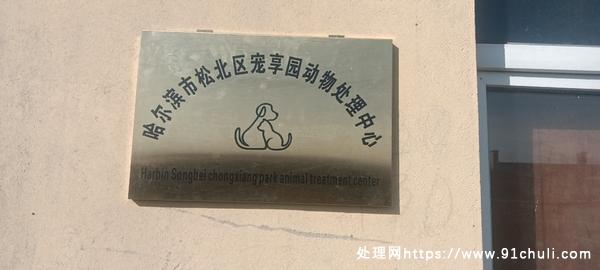 哈尔滨市松北区宠享园动物处理中心
Harbin Songbei chongxiang park animal treatment center
处理网https://www.91chuli.com